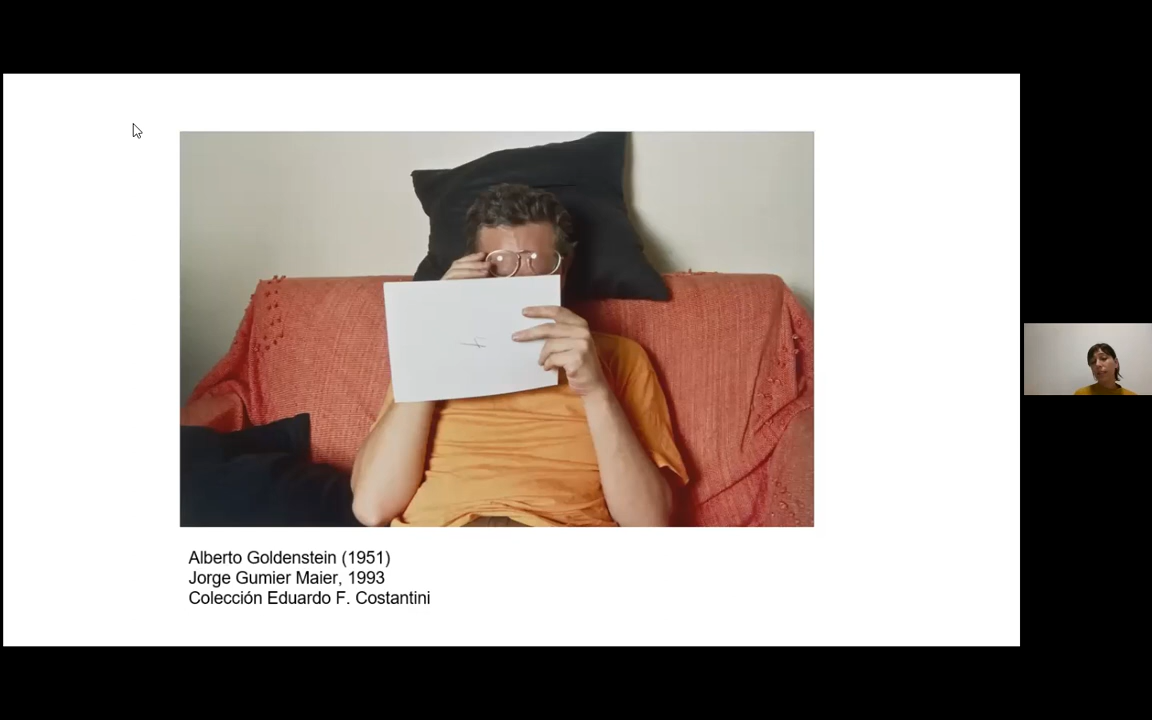 Alberto Goldenstein (1951)
Jorge Gumier Maier, 1993
Colección Eduardo F. Costantini